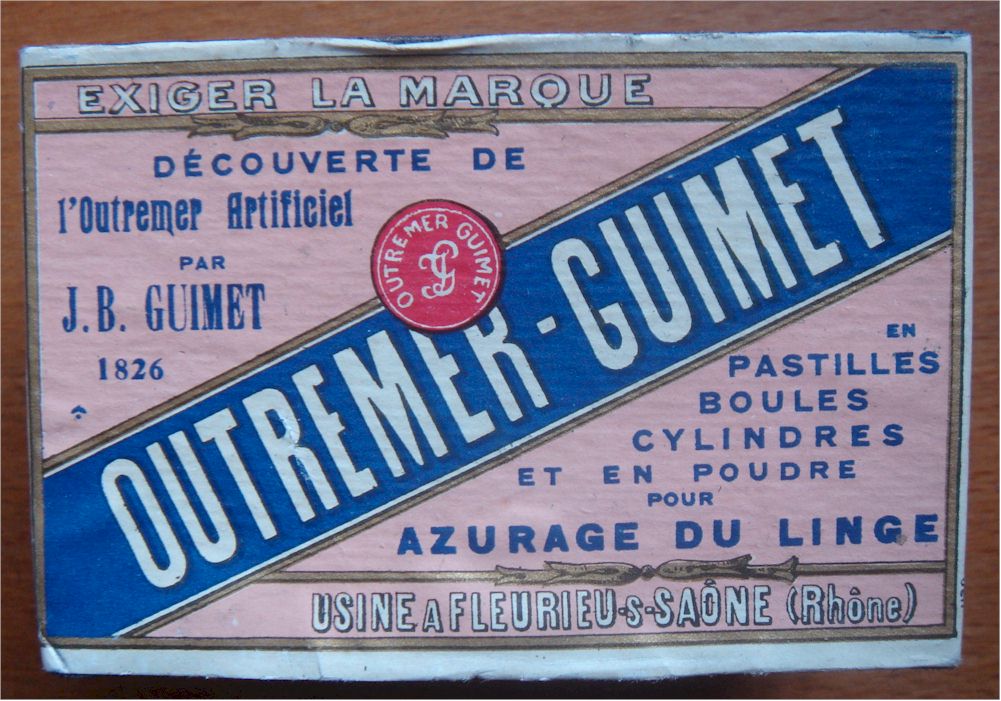 EXIGER LA MARQUE
DÉCOUVERTE DE
l'Outremer Artificiel
PAR
J.B. GUIMET
1826
OUTREMER GUIMET
OUTREMER-GUIMET
EN
PASTILLES
BOULES
CYLINDRES
ET EN POUDRE
POUR
AZURAGE DU LINGE
USINE A FLEURIEU-S-SAÔNE (Rhône)